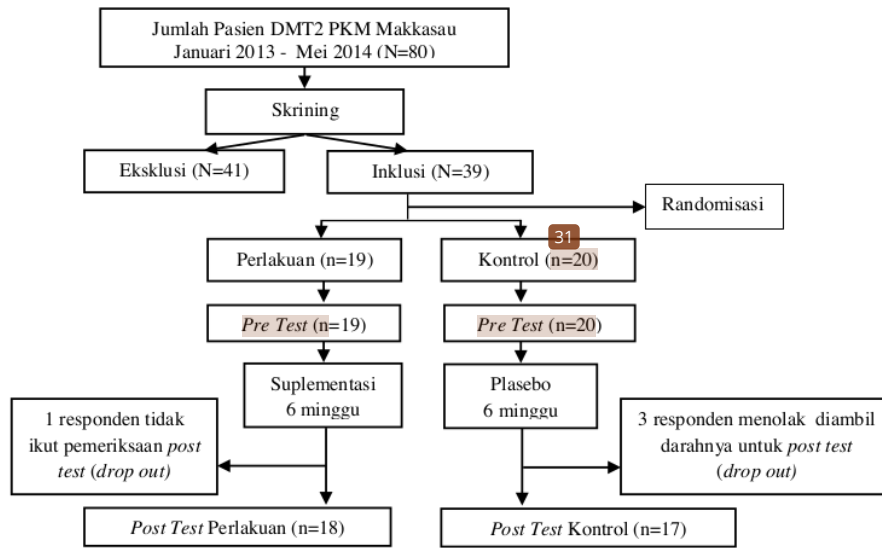 Jumlah Pasien DMT2 PKM Makkasau
Januari 2013 - Mei 2014 (N=80)
Skrining
Eksklusi (N=41)
Inklusi (N=39)
Randomisasi
31
Perlakuan (n=19)
Kontrol (n=20)
Pre Test (n=19)
Pre Test (n=20)
Suplementasi
6 minggu
Plasebo
6 minggu
1 responden tidak
ikut pemeriksaan post
test (drop out)
3 responden menolak diambil
darahnya untuk post test
(drop out)
Post Test Perlakuan (n=18)
Post Test Kontrol (n=17)